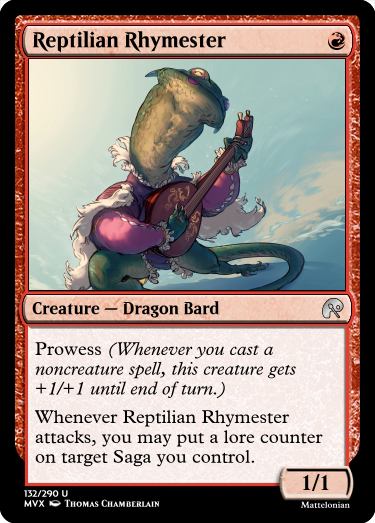 Reptilian Rhymester
Creature — Dragon Bard
Prowess (Whenever you cast a
noncreature spell, this creature gets
+1/+1 until end of turn.)
Whenever Reptilian Rhymester
attacks, you may put a lore counter
on target Saga you control.
1/1
132/290 U
MVX Thomas Chamberlain
Mattelonian